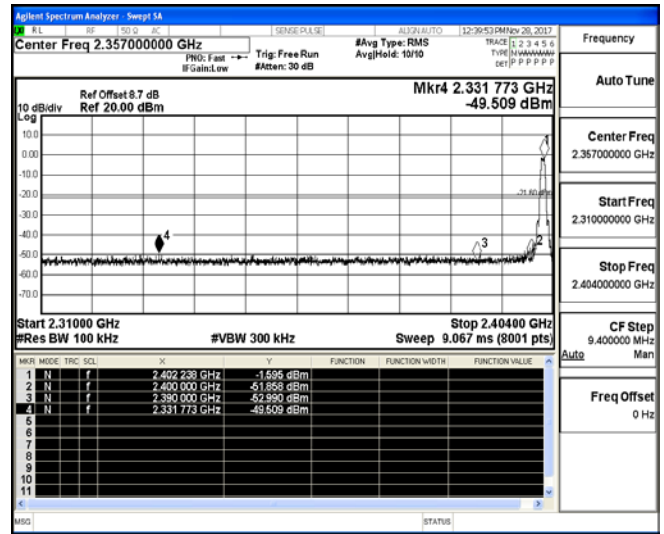 Agilent Spectrum Analyzer - Swept SA
RL RF 50 Ω AC SENSE:PULSE ALIGN AUTO 12:39:53 PM Nov 28, 2017
Center Freq 2.357000000 GHz
PNO: Fast
IFGain:Low
Trig: Free Run
#Atten: 30 dB
#Avg Type: RMS
Avg|Hold: 10/10
TRACE 1 2 3 4 5 6
TYPE
DET P P P P P P
Frequency
Auto Tune
Center Freq
2.357000000 GHz
Start Freq
2.310000000 GHz
Stop Freq
2.404000000 GHz
CF Step
9.400000 MHz
Auto Man
Freq Offset
0 Hz
Mkr4 2.331 773 GHz
-49.509 dBm
Ref Offset 8.7 dB
10 dB/div Ref 20.00 dBm
Log
10.0
0.00
-10.0
-20.0
-30.0
-40.0
-50.0
-60.0
-70.0
1
-21.60 dBm
4
3
2
Start 2.31000 GHz Stop 2.40400 GHz
#Res BW 100 kHz #VBW 300 kHz Sweep 9.067 ms (8001 pts)
MKR MODE TRC SCL X Y FUNCTION FUNCTION WIDTH FUNCTION VALUE
1 N f 2.402 238 GHz -1.595 dBm
2 N f 2.400 000 GHz -51.858 dBm
3 N f 2.390 000 GHz -52.990 dBm
4 N f 2.331 773 GHz -49.509 dBm
5
6
7
8
9
10
11
MSG STATUS